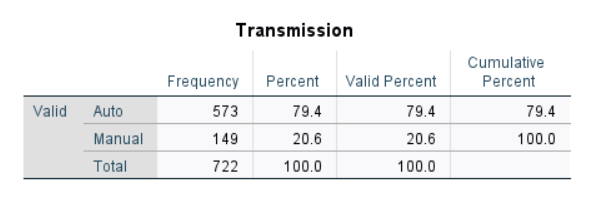 Transmission
Frequency Percent Valid Percent Cumulative Percent
Valid Auto 573 79.4 79.4 79.4
Manual 149 20.6 20.6 100.0
Total 722 100.0 100.0